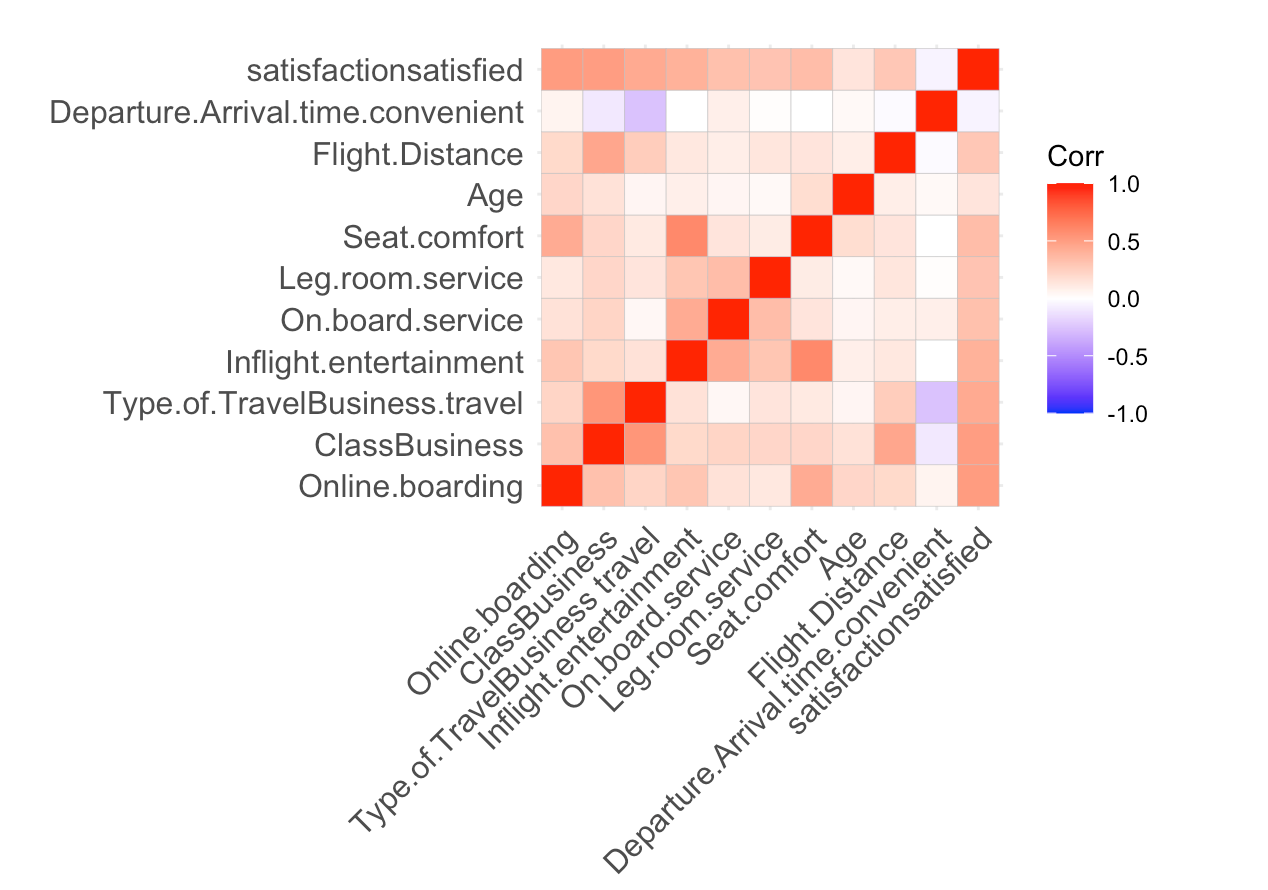 satisfactionsatisfied
Departure.Arrival.time.convenient
Flight.Distance
Age
Seat.comfort
Leg.room.service
On.board.service
Inflight.entertainment
Type.of.TravelBusiness.travel
ClassBusiness
Online.boarding
Online.boarding
ClassBusiness
Type.of.TravelBusiness.travel
Inflight.entertainment
On.board.service
Leg.room.service
Seat.comfort
Age
Flight.Distance
Departure.Arrival.time.convenient
satisfactionsatisfied
Corr
1.0
0.5
0.0
-0.5
-1.0